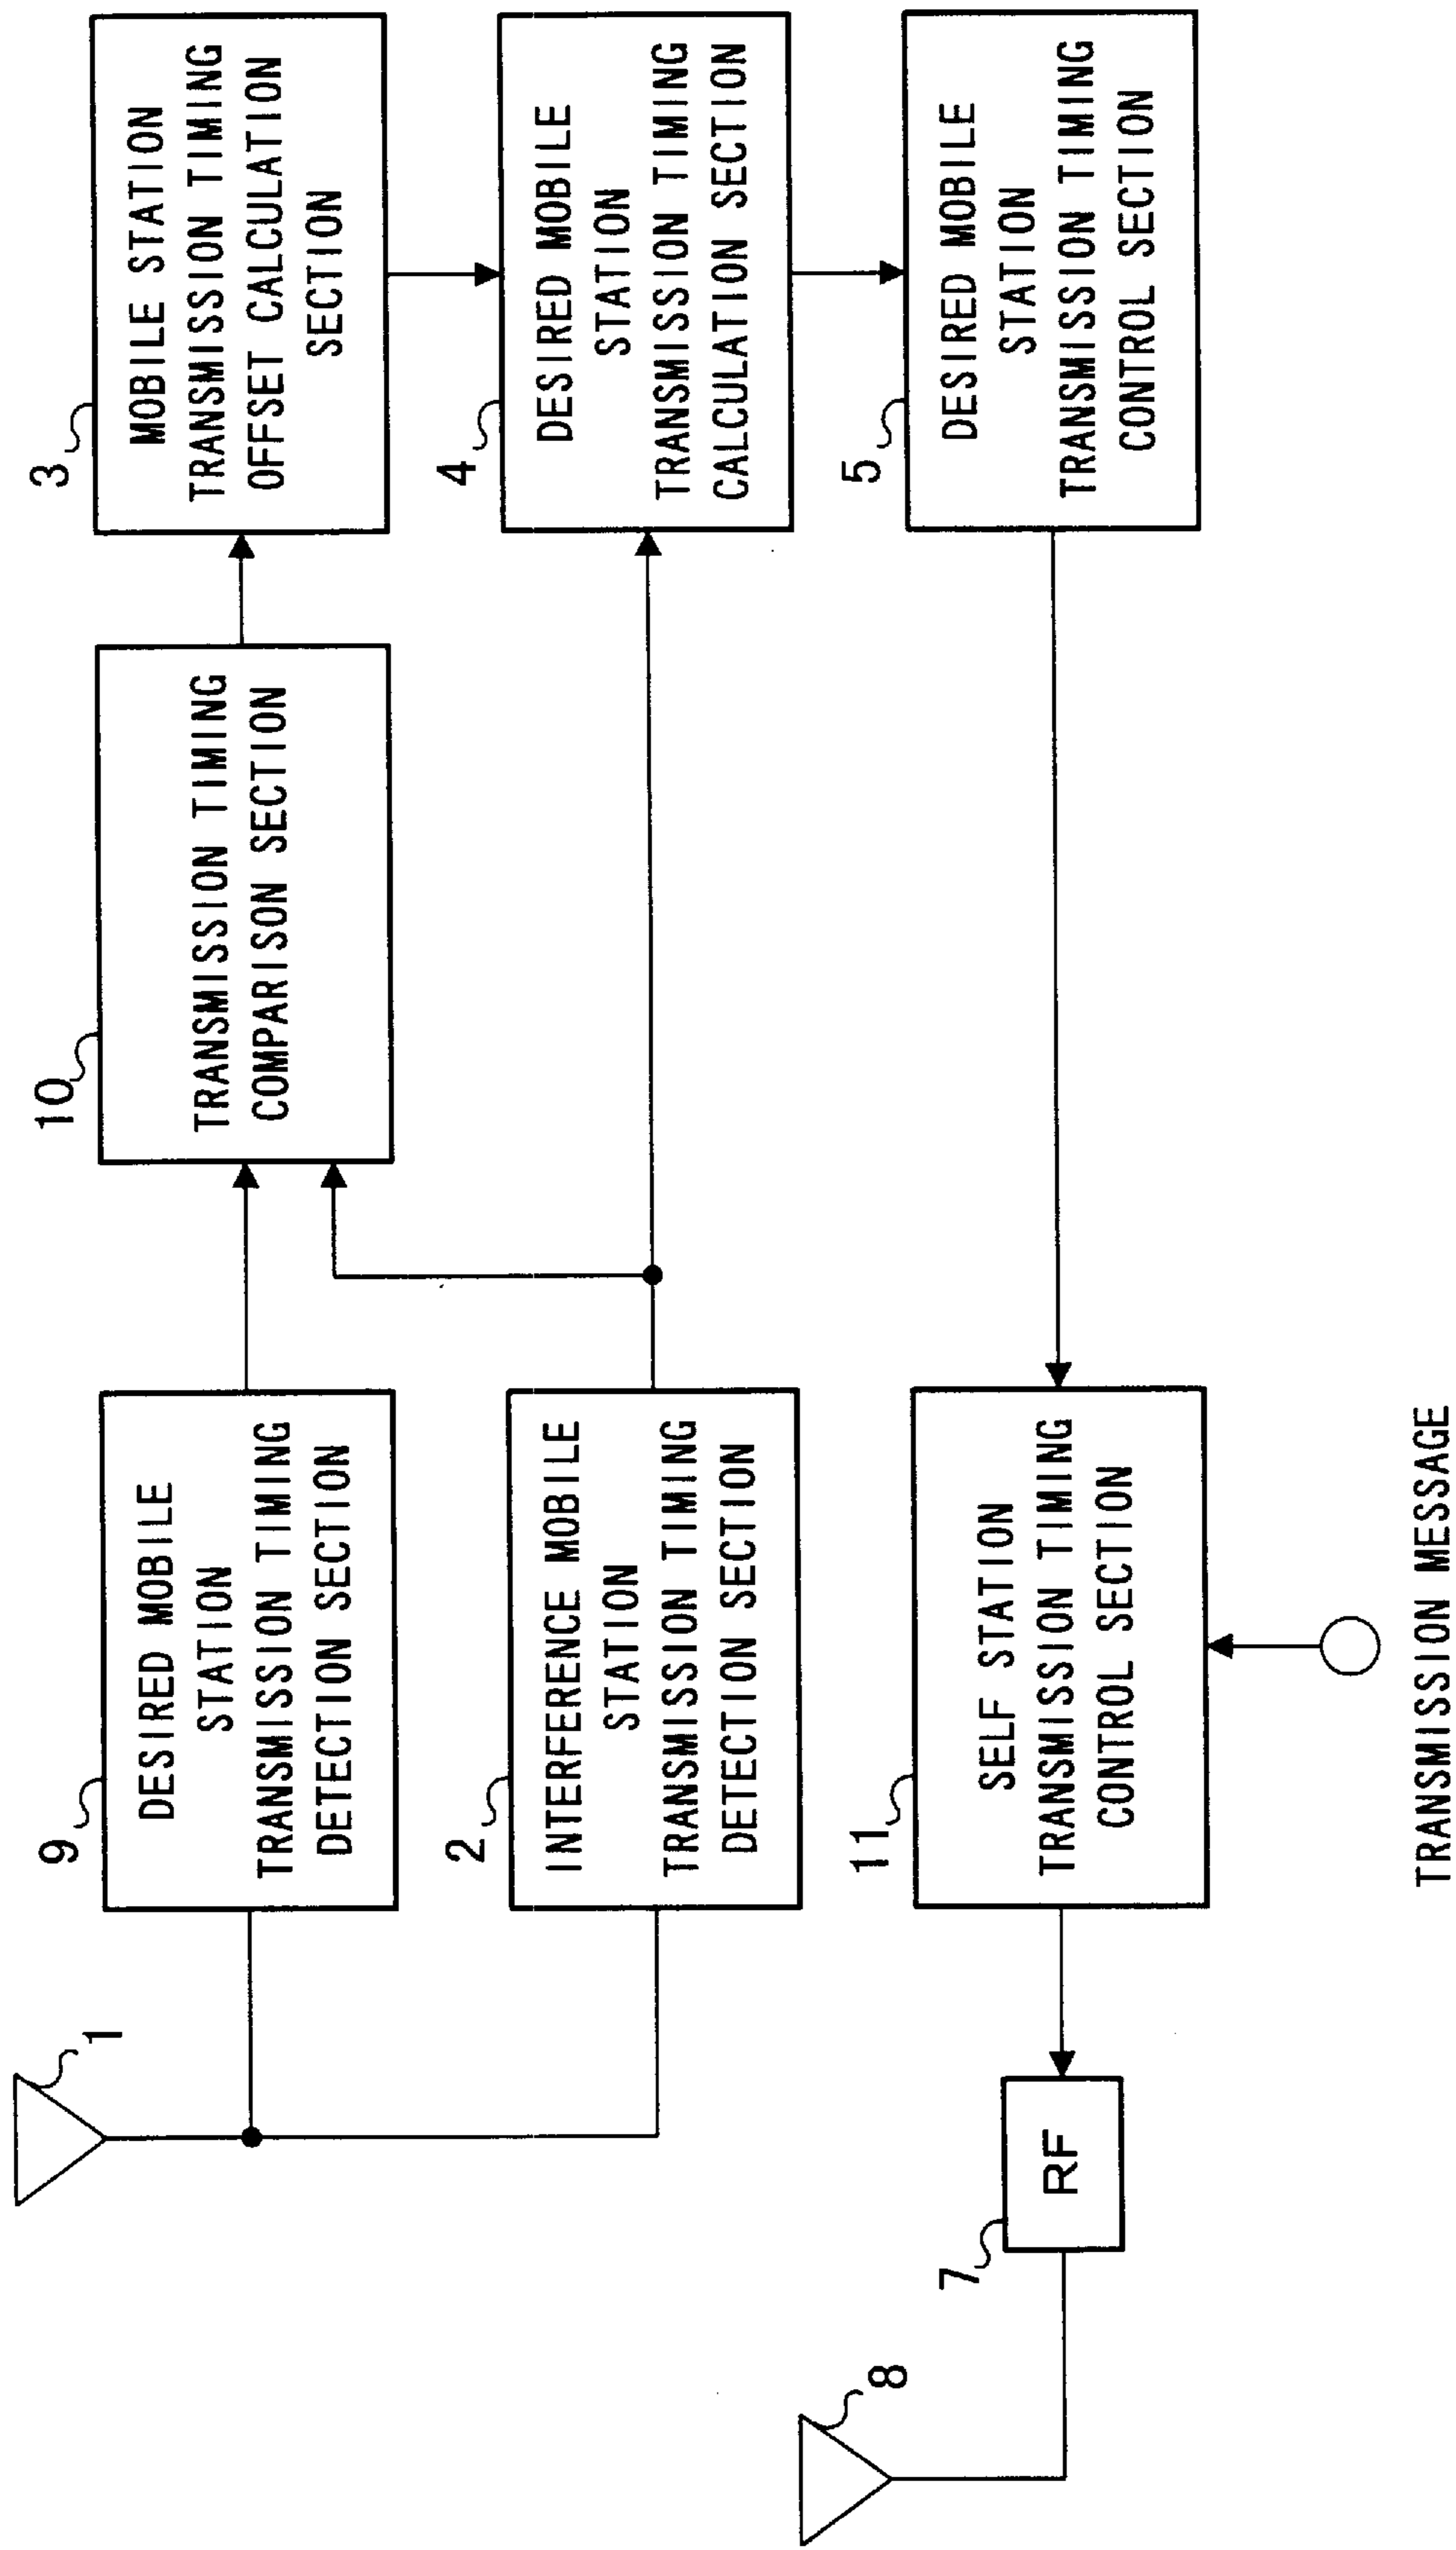 1
9
DESIRED MOBILE
STATION
TRANSMISSION TIMING
DETECTION SECTION
10
TRANSMISSION TIMING
COMPARISON SECTION
3
MOBILE STATION
TRANSMISSION TIMING
OFFSET CALCULATION
SECTION
2
INTERFERENCE MOBILE
STATION
TRANSMISSION TIMING
DETECTION SECTION
4
DESIRED MOBILE
STATION
TRANSMISSION TIMING
CALCULATION SECTION
8
7
RF
11
SELF STATION
TRANSMISSION TIMING
CONTROL SECTION
5
DESIRED MOBILE
STATION
TRANSMISSION TIMING
CONTROL SECTION
TRANSMISSION MESSAGE